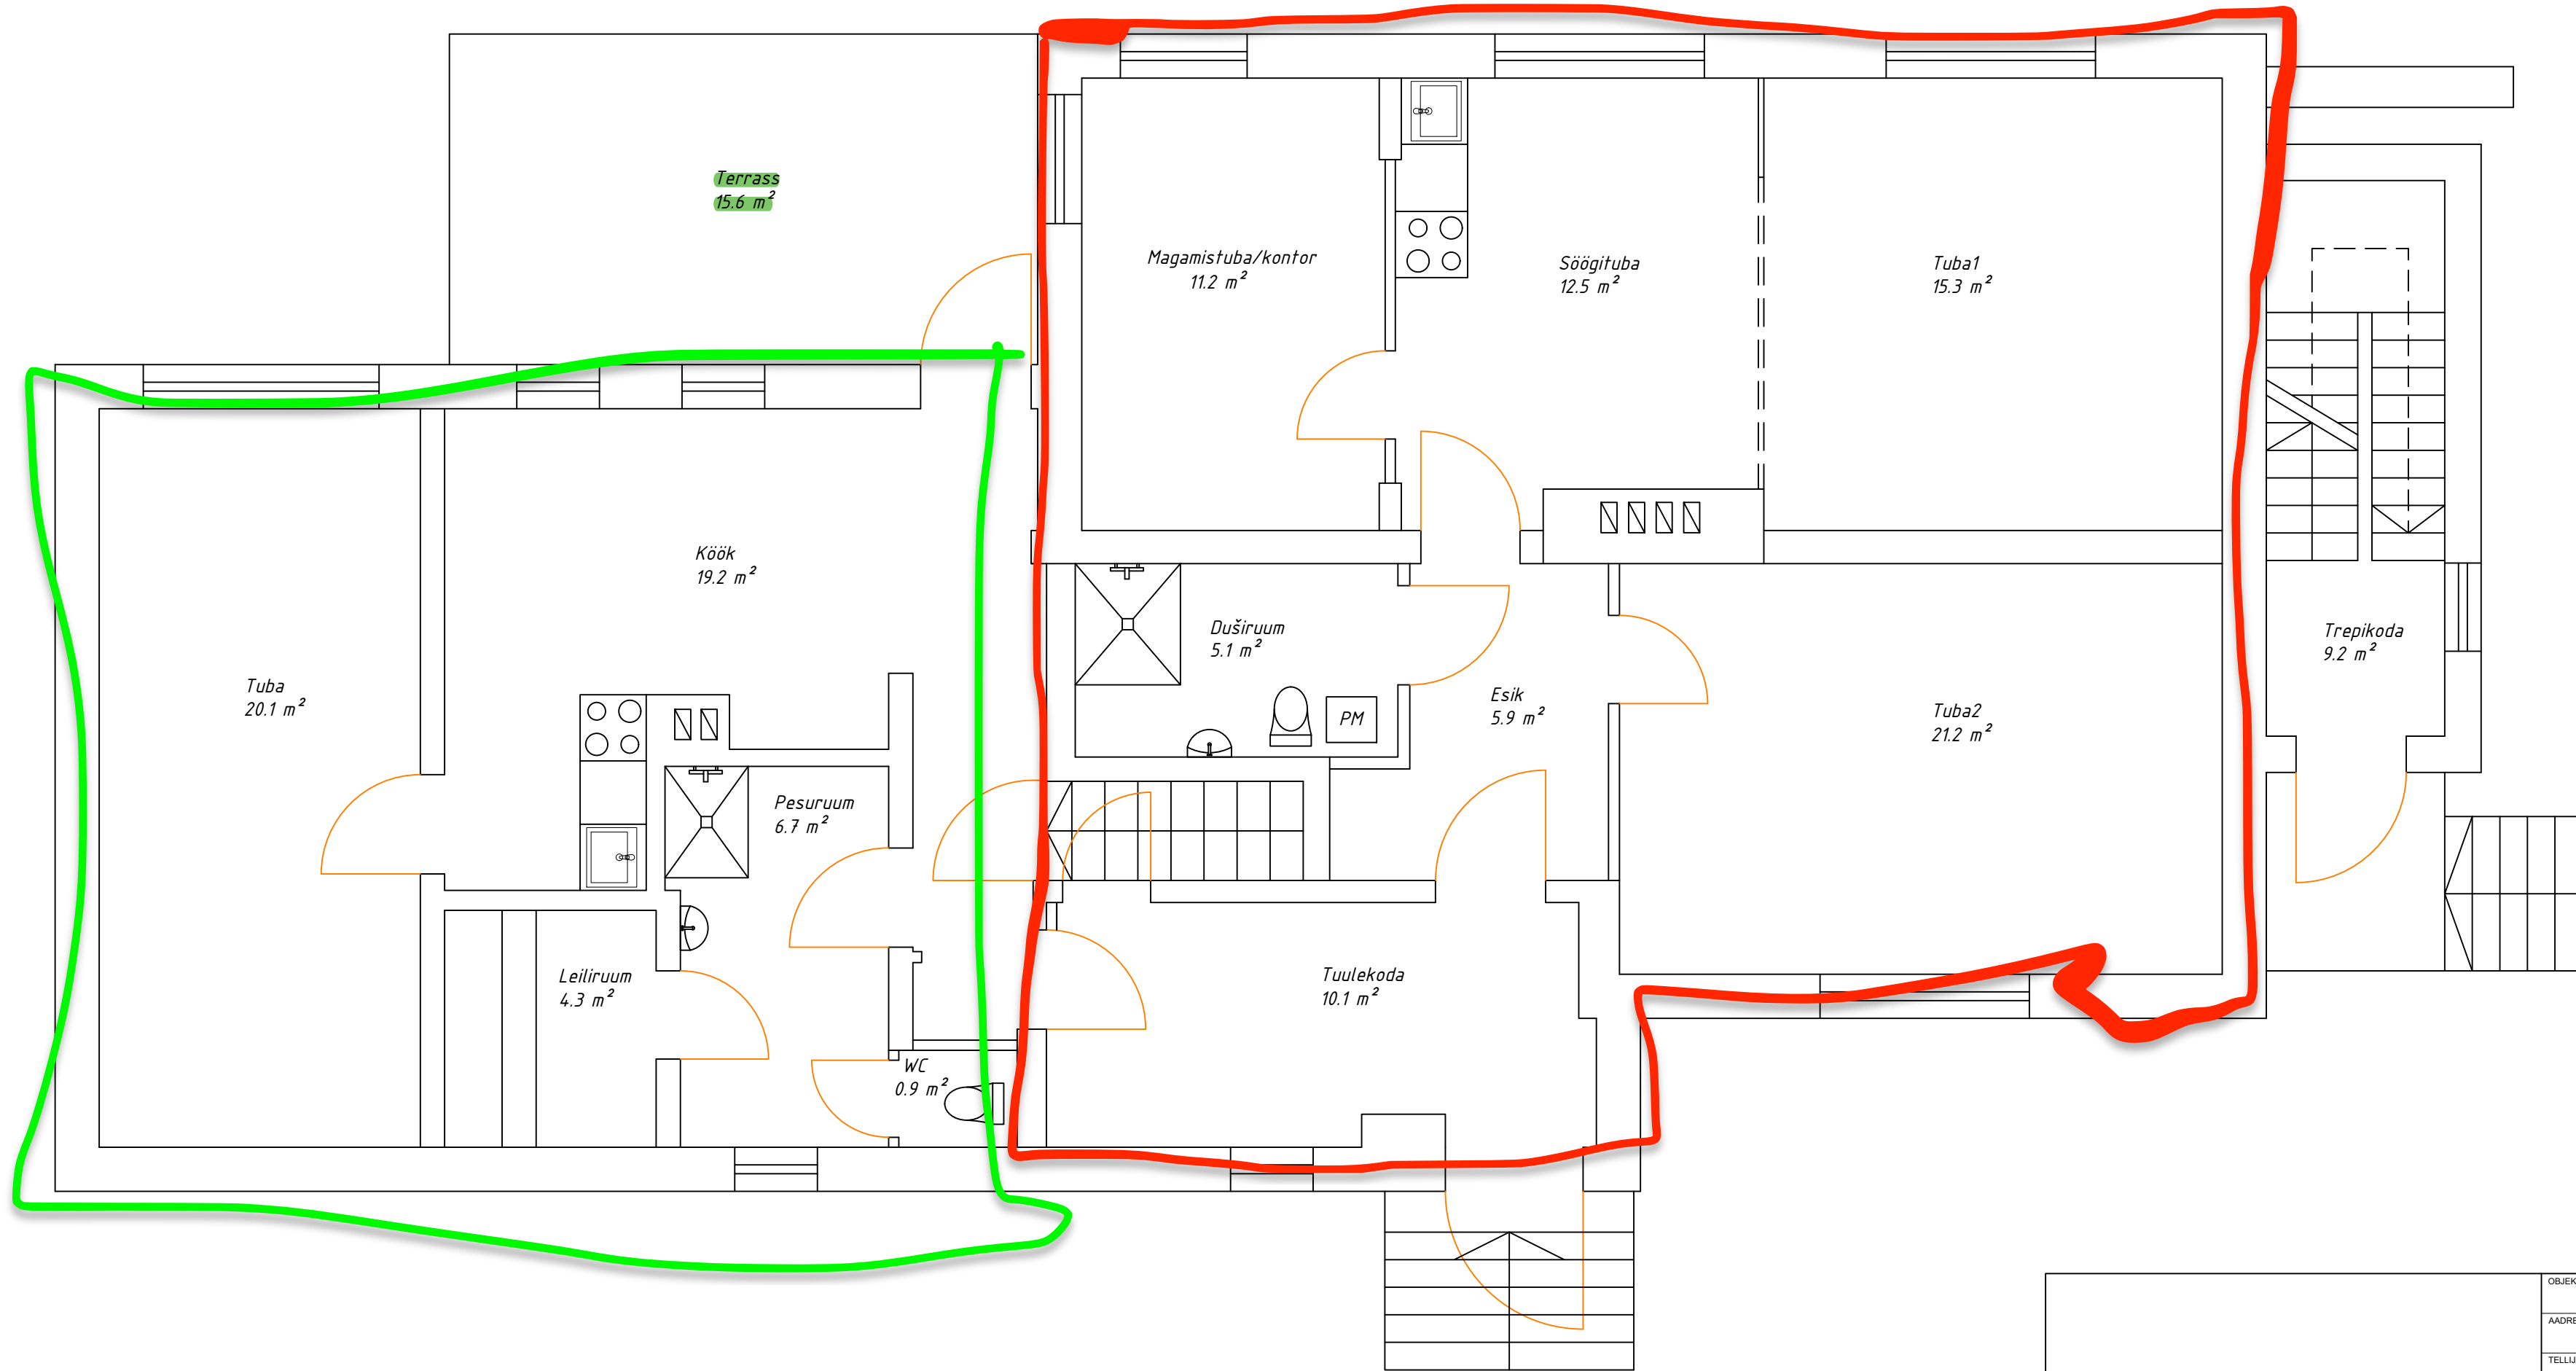 Terrass
15.6 m²
Magamistuba/kontor
11.2 m²
Söögituba
12.5 m²
Tuba1
15.3 m²
Köök
19.2 m²
Tuba
20.1 m²
Pesuruum
6.7 m²
Leiliruum
4.3 m²
WC
0.9 m²
Duširuum
5.1 m²
PM
Esik
5.9 m²
Tuulekoda
10.1 m²
Tuba2
21.2 m²
Trepikoda
9.2 m²
OBJEK
AADRE
TELLI